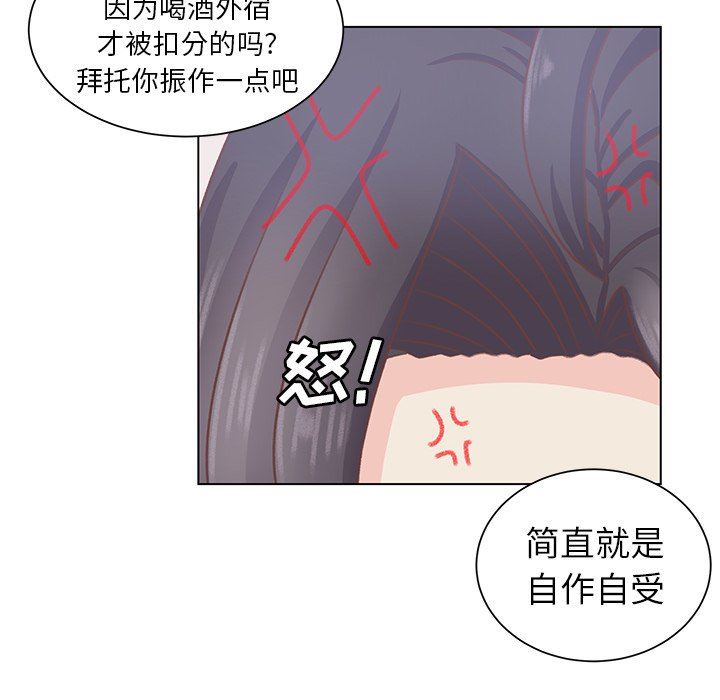 因为喝酒外宿
才被扣分的吗?
拜托你振作一点吧
怒!
简直就是
自作自受